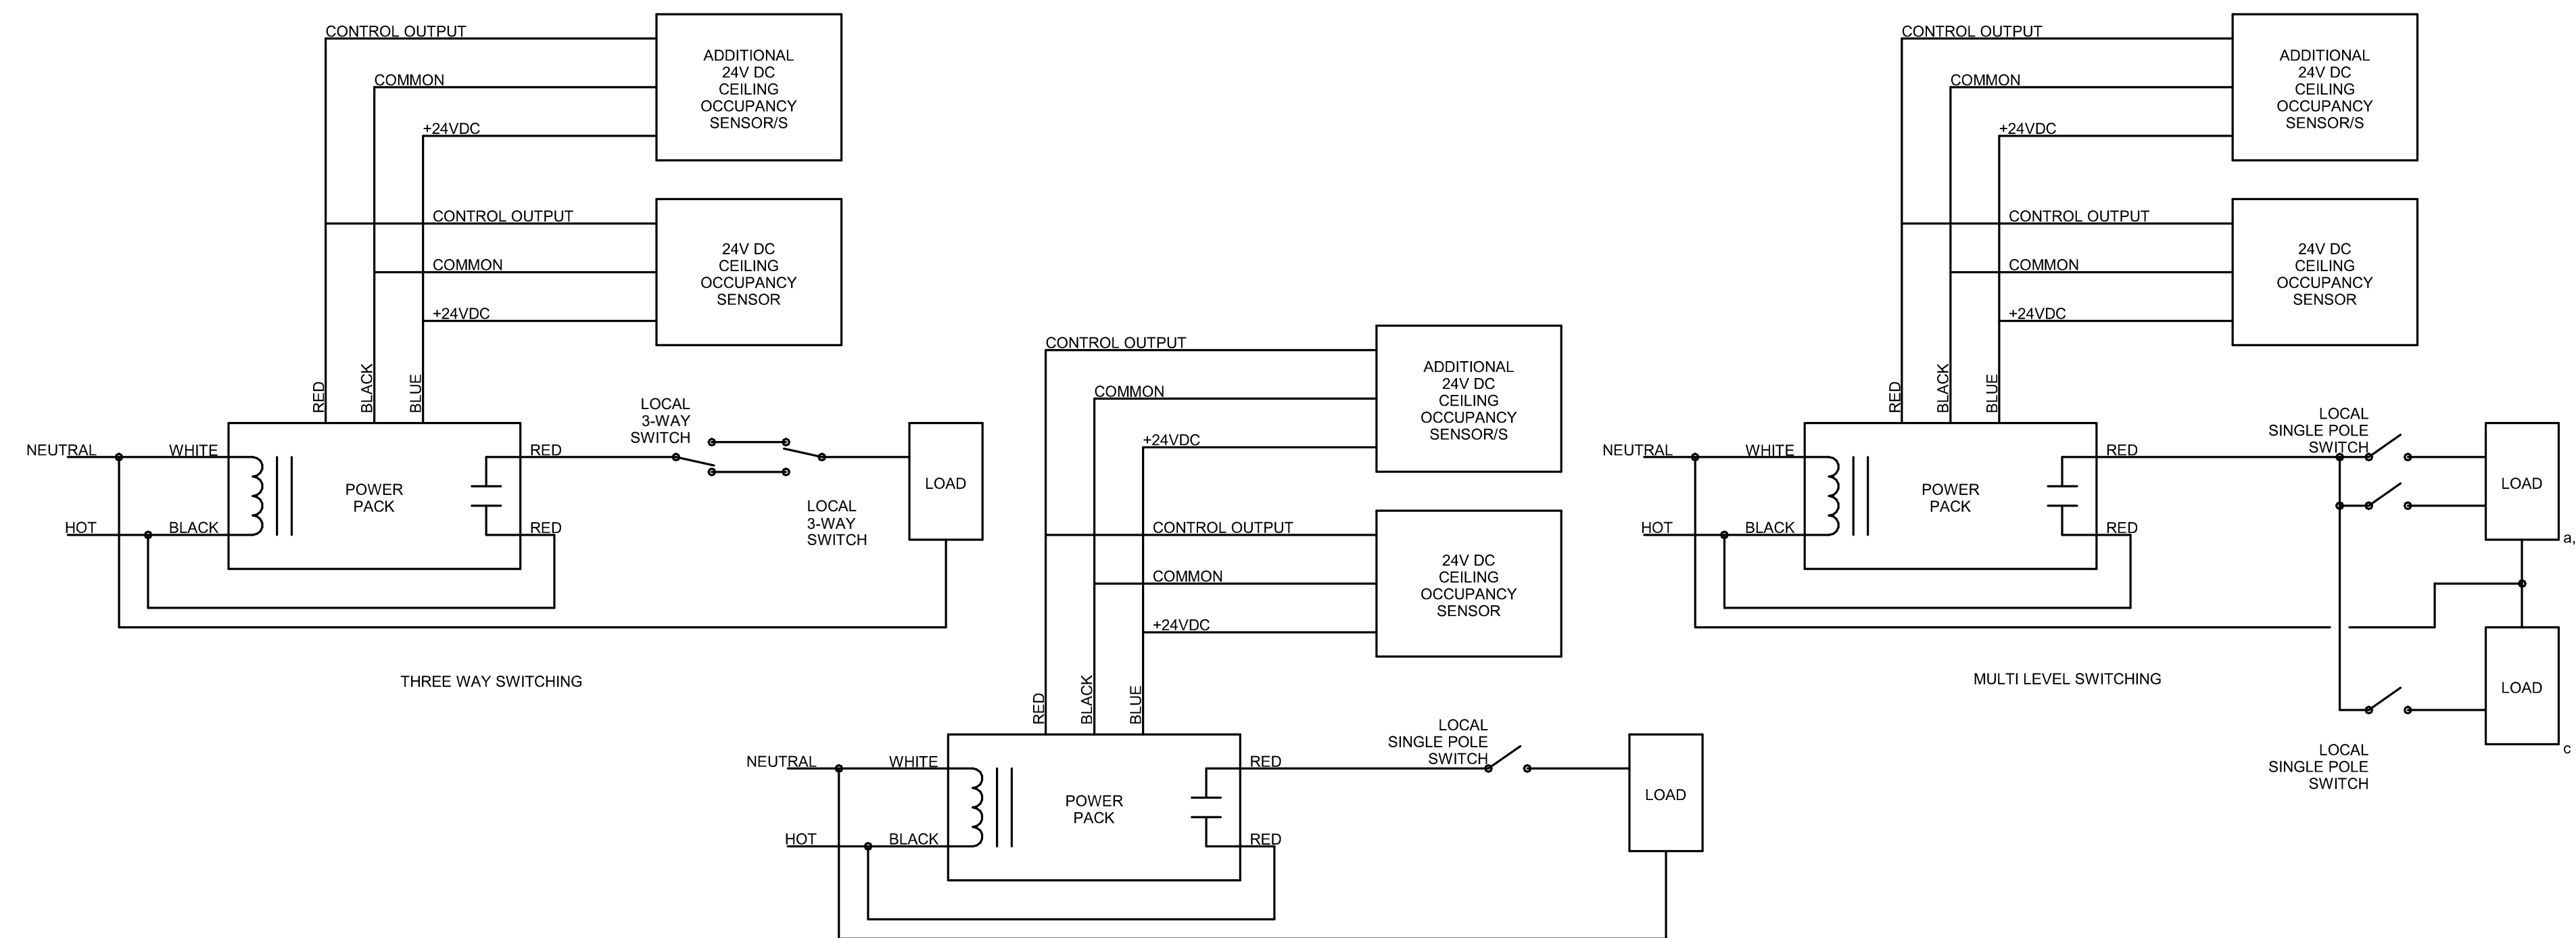 CONTROL OUTPUT
COMMON
+24VDC
ADDITIONAL
24V DC
CEILING
OCCUPANCY
SENSOR/S
CONTROL OUTPUT
COMMON
+24VDC
24V DC
CEILING
OCCUPANCY
SENSOR
RED
BLACK
BLUE
NEUTRAL
WHITE
HOT
BLACK
POWER
PACK
RED
RED
LOCAL
3-WAY
SWITCH
LOCAL
3-WAY
SWITCH
LOAD
THREE WAY SWITCHING
CONTROL OUTPUT
COMMON
+24VDC
ADDITIONAL
24V DC
CEILING
OCCUPANCY
SENSOR/S
CONTROL OUTPUT
COMMON
+24VDC
24V DC
CEILING
OCCUPANCY
SENSOR
RED
BLACK
BLUE
NEUTRAL
WHITE
HOT
BLACK
POWER
PACK
RED
RED
LOCAL
SINGLE POLE
SWITCH
LOAD
CONTROL OUTPUT
COMMON
+24VDC
ADDITIONAL
24V DC
CEILING
OCCUPANCY
SENSOR/S
CONTROL OUTPUT
COMMON
+24VDC
24V DC
CEILING
OCCUPANCY
SENSOR
RED
BLACK
BLUE
NEUTRAL
WHITE
HOT
BLACK
POWER
PACK
RED
RED
LOCAL
SINGLE POLE
SWITCH
LOAD
a,
LOAD
c
LOCAL
SINGLE POLE
SWITCH
MULTI LEVEL SWITCHING